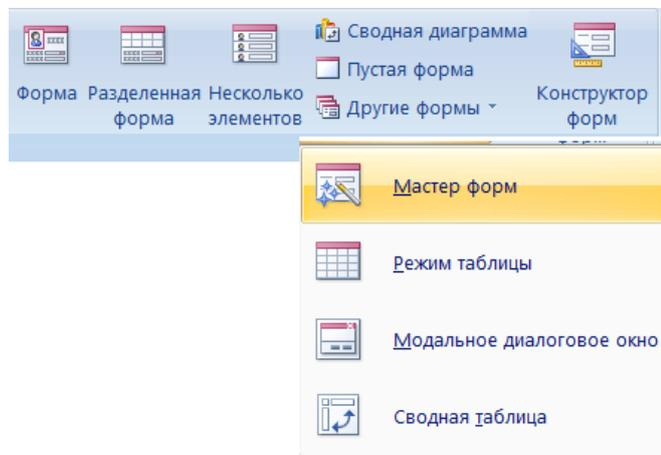 Форма
Разделенная форма
Несколько элементов
Сводная диаграмма
Пустая форма
Другие формы
Конструктор форм
Мастер форм
Режим таблицы
Модальное диалоговое окно
Сводная таблица